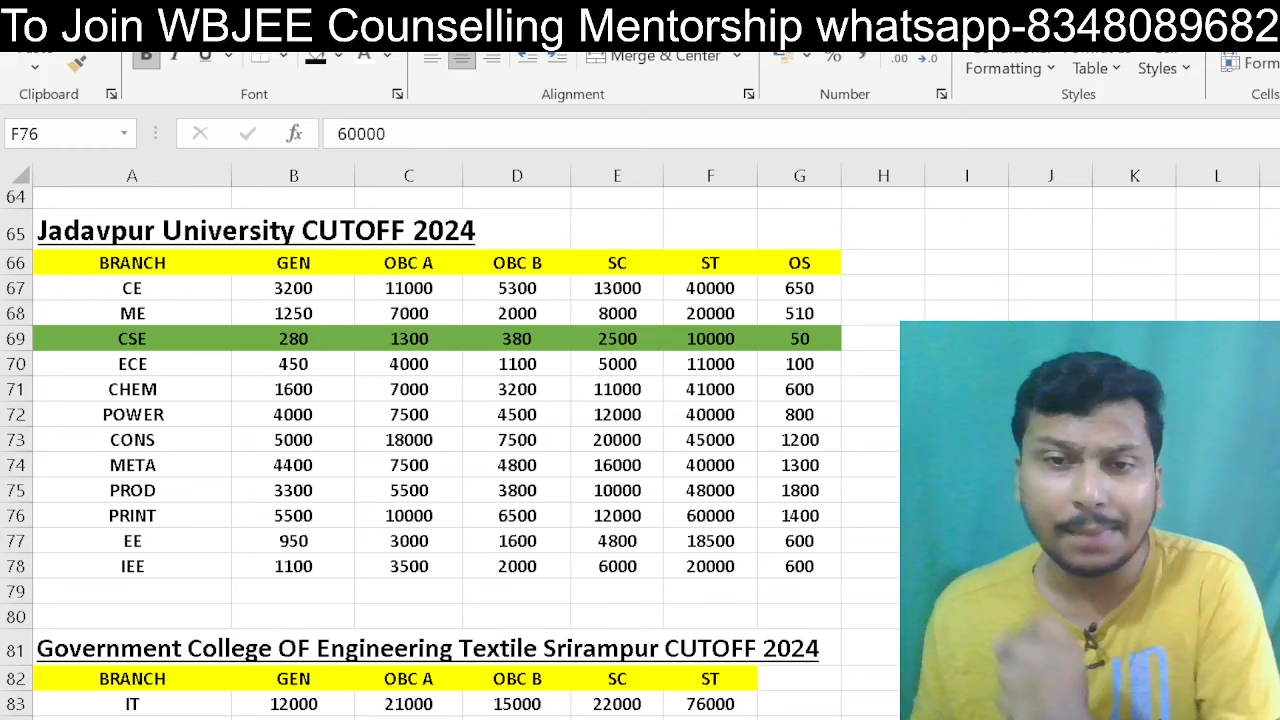 To Join WBJEE Counselling Mentorship whatsapp-8348089682
B I U A Merge & Center % .00 Formatting Table Styles Form
Clipboard Font Alignment Number Styles Cells
F76 fx 60000
A B C D E F G H I J K L
64
65 Jadavpur University CUTOFF 2024
66 BRANCH GEN OBC A OBC B SC ST OS
67 CE 3200 11000 5300 13000 40000 650
68 ME 1250 7000 2000 8000 20000 510
69 CSE 280 1300 380 2500 10000 50
70 ECE 450 4000 1100 5000 11000 100
71 CHEM 1600 7000 3200 11000 41000 600
72 POWER 4000 7500 4500 12000 40000 800
73 CONS 5000 18000 7500 20000 45000 1200
74 META 4400 7500 4800 16000 40000 1300
75 PROD 3300 5500 3800 10000 48000 1800
76 PRINT 5500 10000 6500 12000 60000 1400
77 EE 950 3000 1600 4800 18500 600
78 IEE 1100 3500 2000 6000 20000 600
79
80
81 Government College OF Engineering Textile Srirampur CUTOFF 2024
82 BRANCH GEN OBC A OBC B SC ST
83 IT 12000 21000 15000 22000 76000